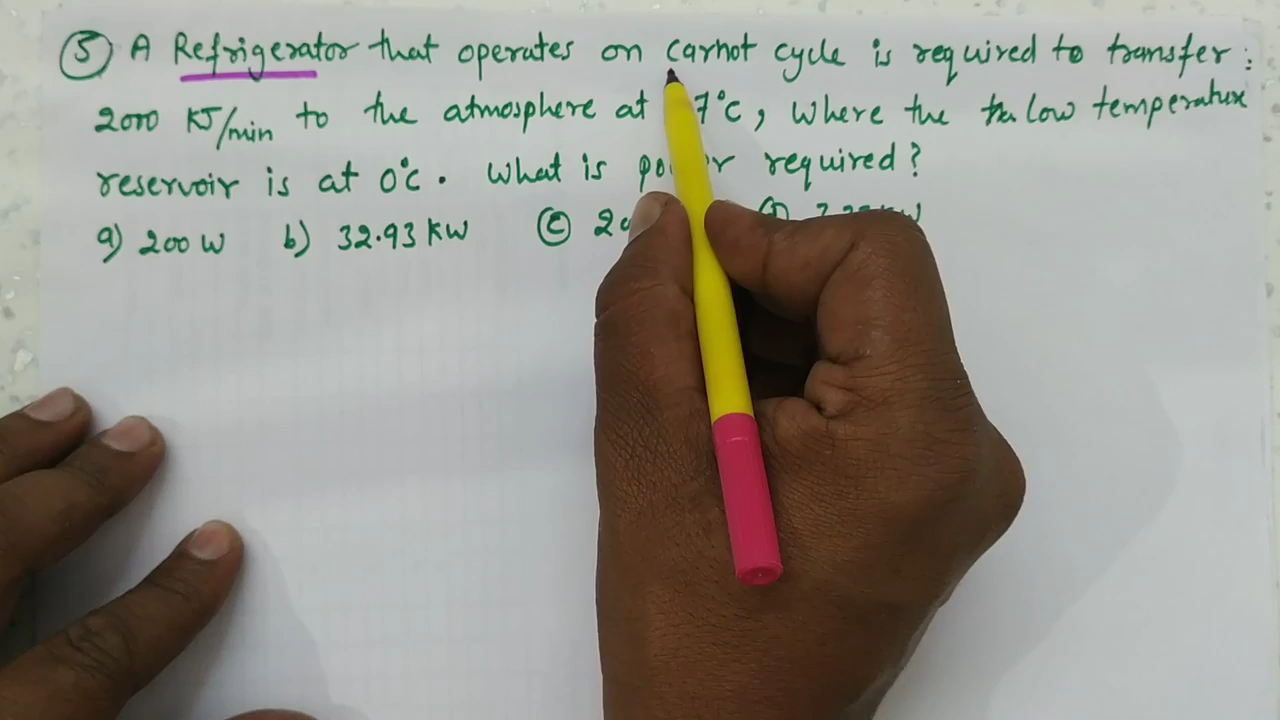 ⑤ A Refrigerator that operates on carnot cycle is required to transfer :
2000 KJ/min to the atmosphere at 7°C, where the low temperature
reservoir is at 0°C. What is required?
a) 200 W b) 32.93 KW ⓒ